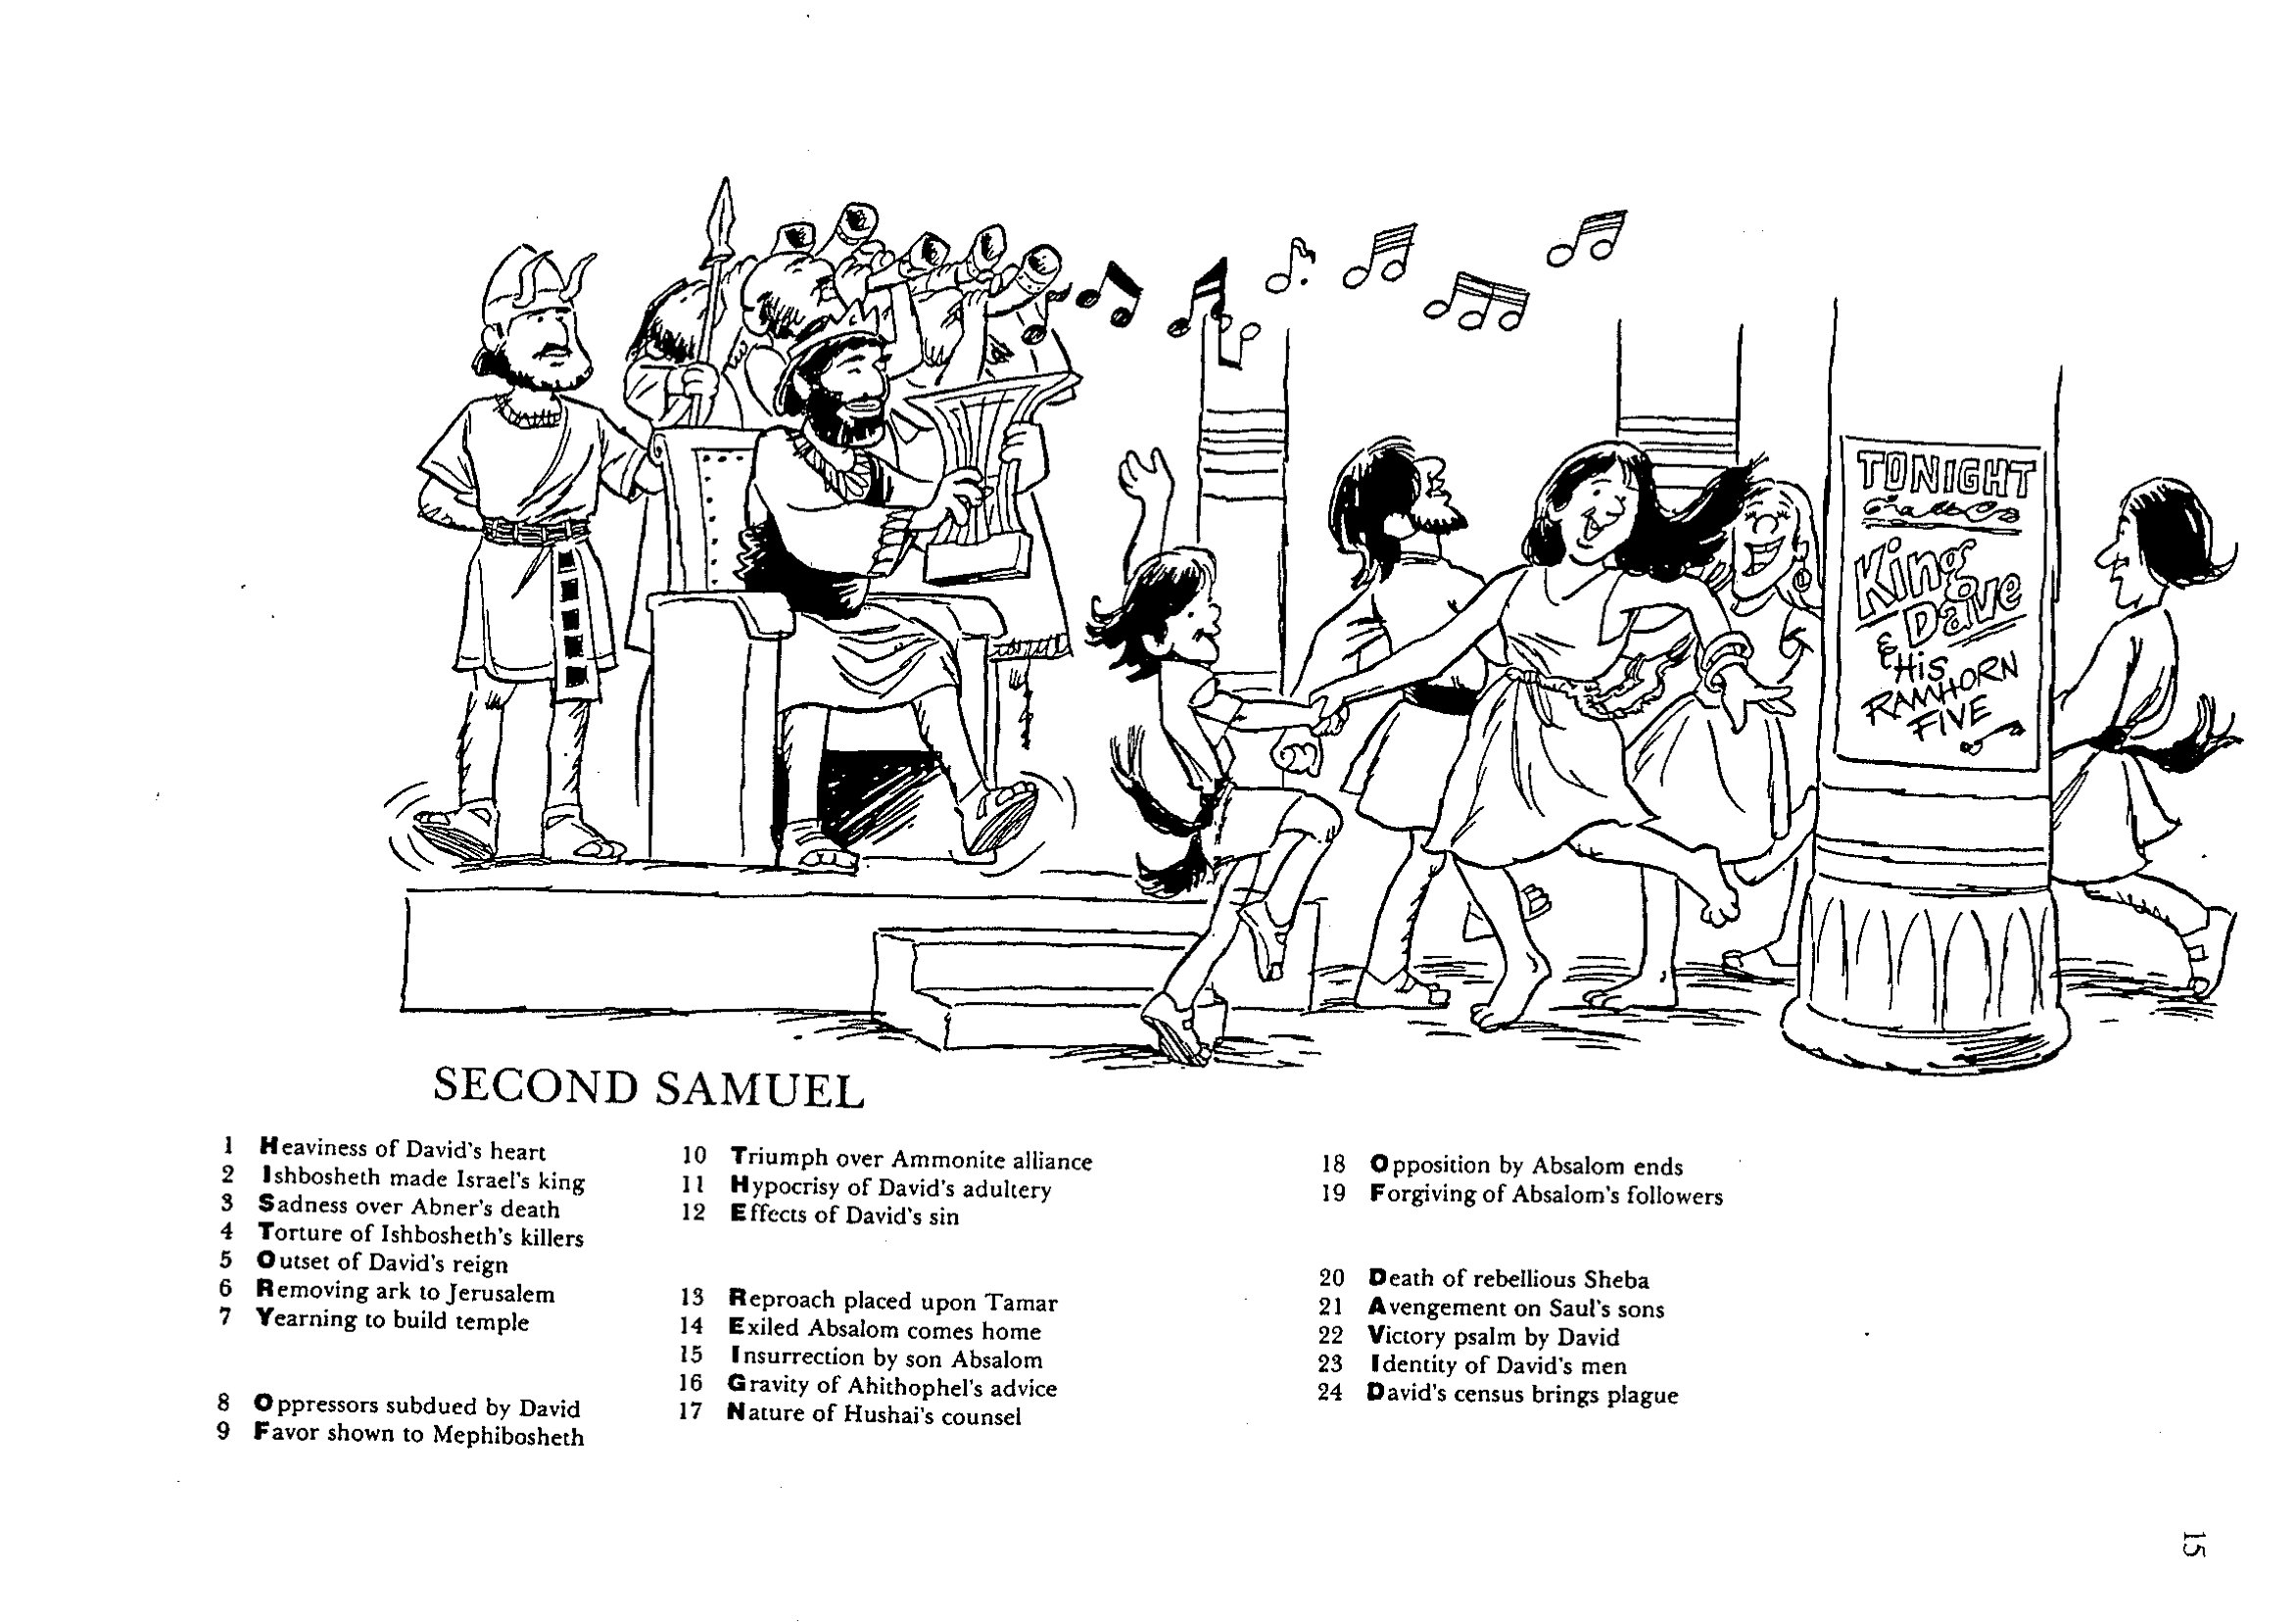 TONIGHT
King
Dave
& HiS
RAMHORN
FIVE
SECOND SAMUEL
1 Heaviness of David's heart
2 Ishbosheth made Israel's king
3 Sadness over Abner's death
4 Torture of Ishbosheth's killers
5 Outset of David's reign
6 Removing ark to Jerusalem
7 Yearning to build temple
8 Oppressors subdued by David
9 Favor shown to Mephibosheth
10 Triumph over Ammonite alliance
11 Hypocrisy of David's adultery
12 Effects of David's sin
13 Reproach placed upon Tamar
14 Exiled Absalom comes home
15 Insurrection by son Absalom
16 Gravity of Ahithophel's advice
17 Nature of Hushai's counsel
18 Opposition by Absalom ends
19 Forgiving of Absalom's followers
20 Death of rebellious Sheba
21 Avengement on Saul's sons
22 Victory psalm by David
23 Identity of David's men
24 David's census brings plague
15